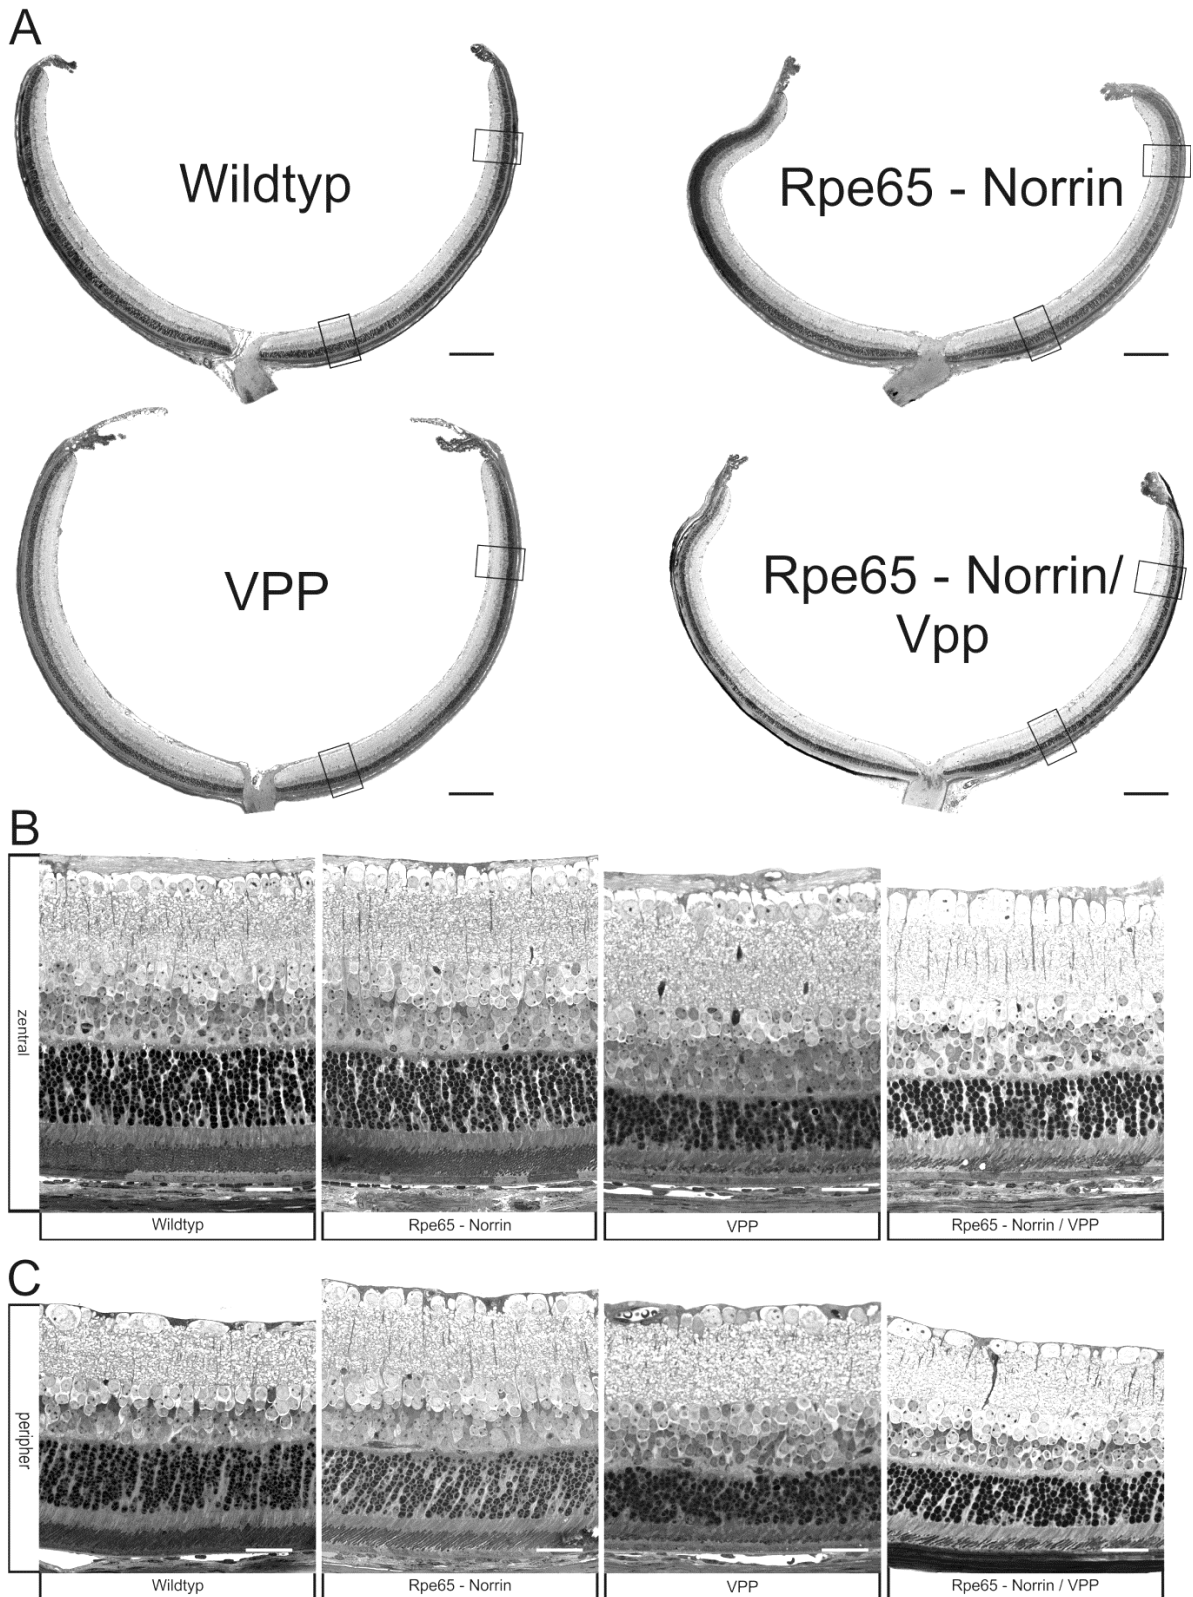 A
Wildtyp
Rpe65 - Norrin
VPP
Rpe65 - Norrin/
Vpp
B
zentral
Wildtyp
Rpe65 - Norrin
VPP
Rpe65 - Norrin / VPP
C
peripher
Wildtyp
Rpe65 - Norrin
VPP
Rpe65 - Norrin / VPP